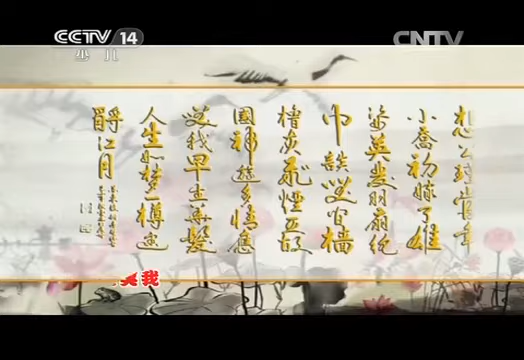 CCTV 14
少儿
CNTV
想公瑾當年
小喬初嫁了雄
姿英發羽扇綸
巾談笑間檣
櫓灰飛煙滅故
國神遊多情應
笑我早生華髮
人生如夢一樽還
酹江月
笑我